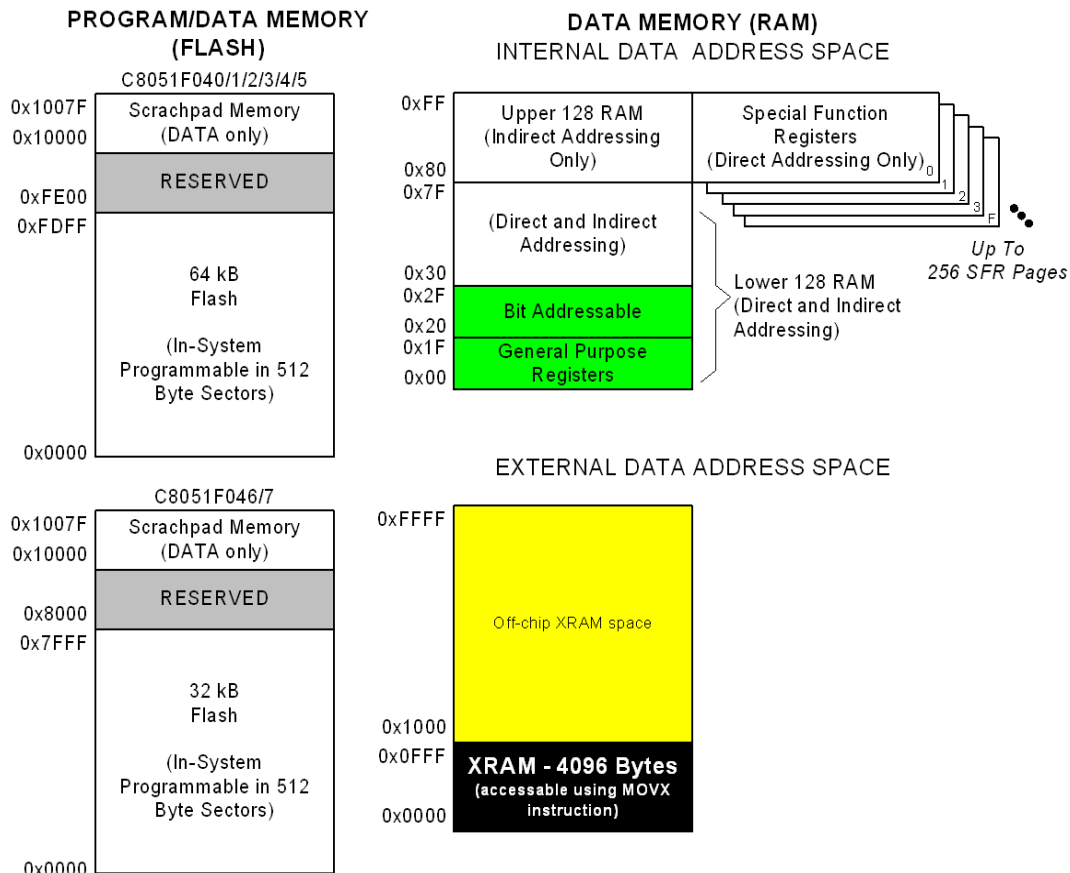 PROGRAM/DATA MEMORY
(FLASH)
C8051F040/1/2/3/4/5
0x1007F
0x10000
Scrachpad Memory
(DATA only)
RESERVED
0xFE00
0xFDFF
64 kB
Flash
(In-System
Programmable in 512
Byte Sectors)
0x0000
C8051F046/7
0x1007F
0x10000
Scrachpad Memory
(DATA only)
RESERVED
0x8000
0x7FFF
32 kB
Flash
(In-System
Programmable in 512
Byte Sectors)
0x0000
DATA MEMORY (RAM)
INTERNAL DATA ADDRESS SPACE
0xFF
Upper 128 RAM
(Indirect Addressing
Only)
0x80
Special Function
Registers
(Direct Addressing Only)
0
1
2
3
F
Up To
256 SFR Pages
0x7F
(Direct and Indirect
Addressing)
0x30
0x2F
Bit Addressable
0x20
0x1F
General Purpose
Registers
0x00
Lower 128 RAM
(Direct and Indirect
Addressing)
EXTERNAL DATA ADDRESS SPACE
0xFFFF
Off-chip XRAM space
0x1000
0x0FFF
XRAM - 4096 Bytes
(accessable using MOVX
instruction)
0x0000